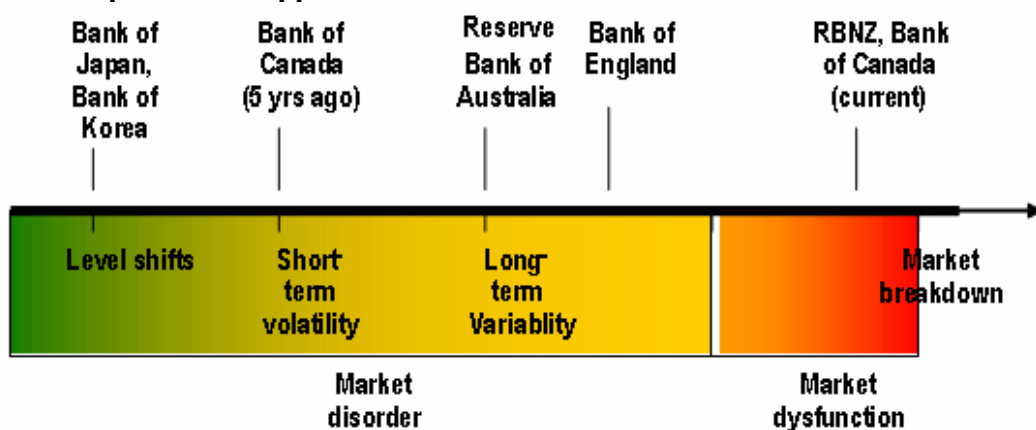 Bank of
Japan,
Bank of
Korea
Bank of
Canada
(5 yrs ago)
Reserve
Bank of
Australia
Bank of
England
RBNZ, Bank
of Canada
(current)
Level shifts
Short
term
volatility
Long-
term
Variablity
Market
breakdown
Market
disorder
Market
dysfunction